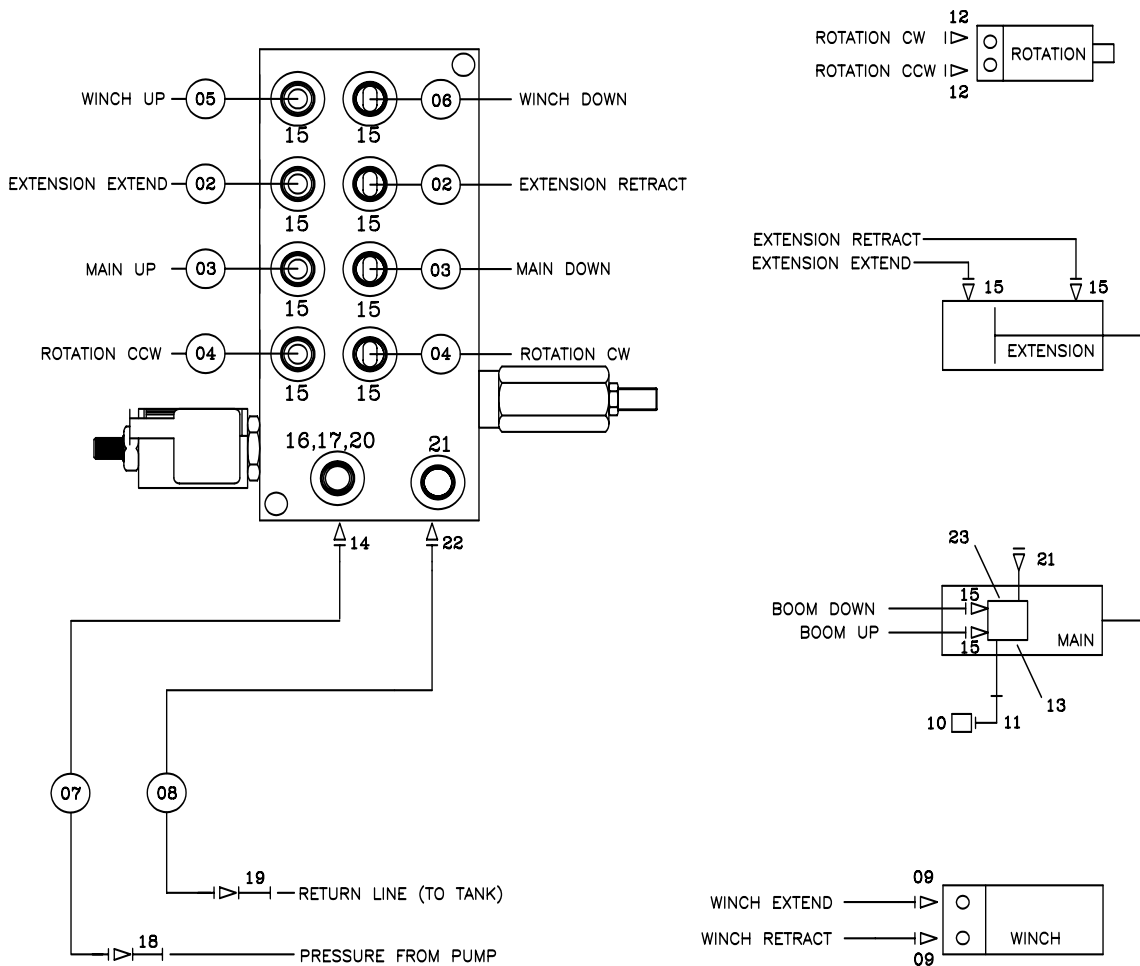 WINCH UP 05 06 WINCH DOWN
15 15
EXTENSION EXTEND 02 02 EXTENSION RETRACT
15 15
MAIN UP 03 03 MAIN DOWN
15 15
ROTATION CCW 04 04 ROTATION CW
15 15
16,17,20 21
14 22
07 08
19 RETURN LINE (TO TANK)
18 PRESSURE FROM PUMP
12
ROTATION CW
ROTATION
ROTATION CCW
12
EXTENSION RETRACT
EXTENSION EXTEND
15 15
EXTENSION
23
21
15
BOOM DOWN
BOOM UP
15
MAIN
13
10 11
09
WINCH EXTEND
WINCH RETRACT
WINCH
09